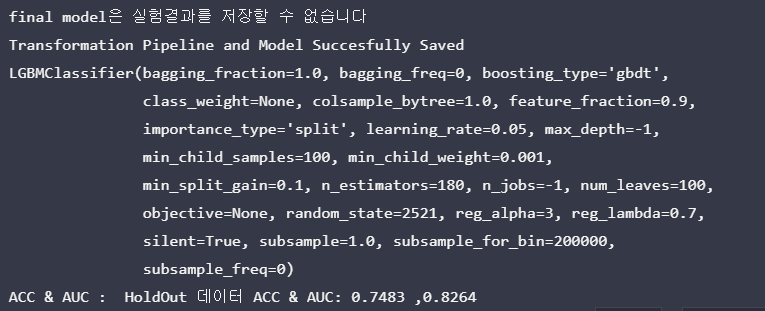 final model은 실험결과를 저장할 수 없습니다
Transformation Pipeline and Model Succesfully Saved
LGBMClassifier(bagging_fraction=1.0, bagging_freq=0, boosting_type='gbdt',
class_weight=None, colsample_bytree=1.0, feature_fraction=0.9,
importance_type='split', learning_rate=0.05, max_depth=-1,
min_child_samples=100, min_child_weight=0.001,
min_split_gain=0.1, n_estimators=180, n_jobs=-1, num_leaves=100,
objective=None, random_state=2521, reg_alpha=3, reg_lambda=0.7,
silent=True, subsample=1.0, subsample_for_bin=200000,
subsample_freq=0)
ACC & AUC :  HoldOut 데이터 ACC & AUC: 0.7483 ,0.8264